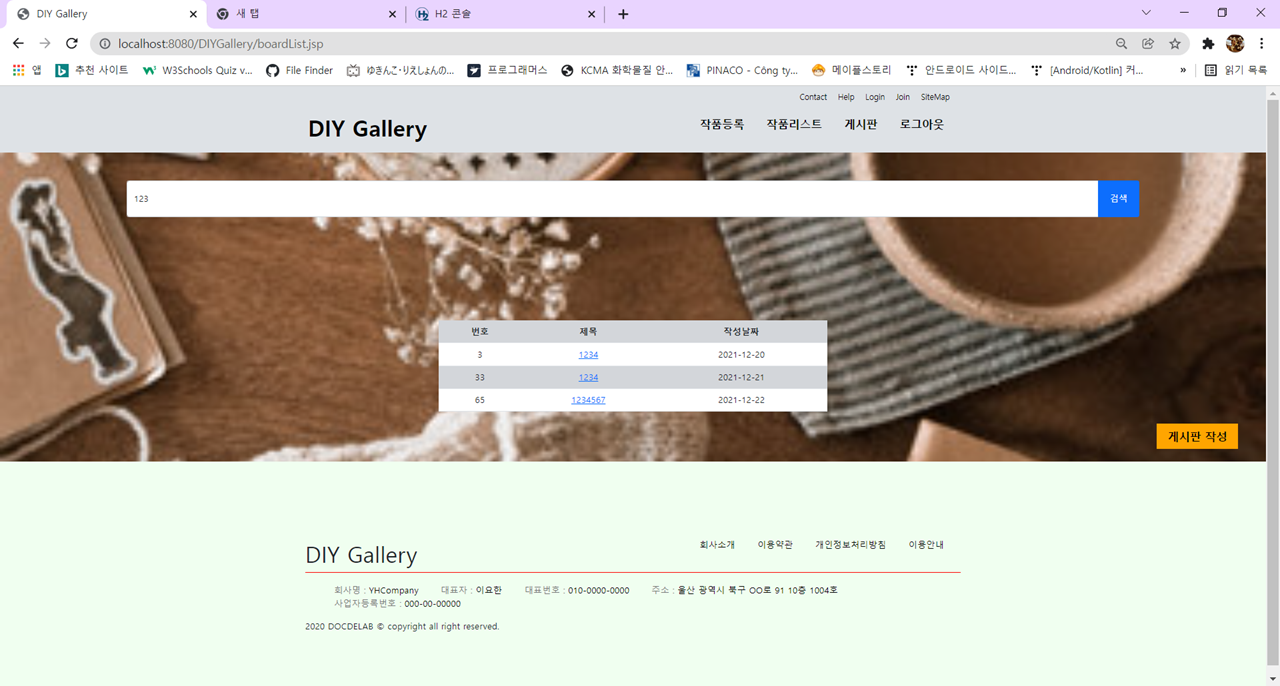 DIY Gallery
새 탭
H2 콘솔
localhost:8080/DIYGallery/boardList.jsp
앱
추천 사이트
W3Schools Quiz v...
File Finder
ゆきんこ・りえしょんの...
프로그래머스
KCMA 화학물질 안...
PINACO - Công ty...
메이플스토리
안드로이드 사이드...
[Android/Kotlin] 커...
»
읽기 목록
Contact Help Login Join SiteMap
DIY Gallery
작품등록 작품리스트 게시판 로그아웃
123
검색
번호 제목 작성날짜
3 1234 2021-12-20
33 1234 2021-12-21
65 1234567 2021-12-22
게시판 작성
DIY Gallery
회사소개 이용약관 개인정보처리방침 이용안내
회사명 : YHCompany 대표자 : 이요한 대표번호 : 010-0000-0000 주소 : 울산 광역시 북구 OO로 91 10층 1004호
사업자등록번호 : 000-00-00000
2020 DOCDELAB © copyright all right reserved.